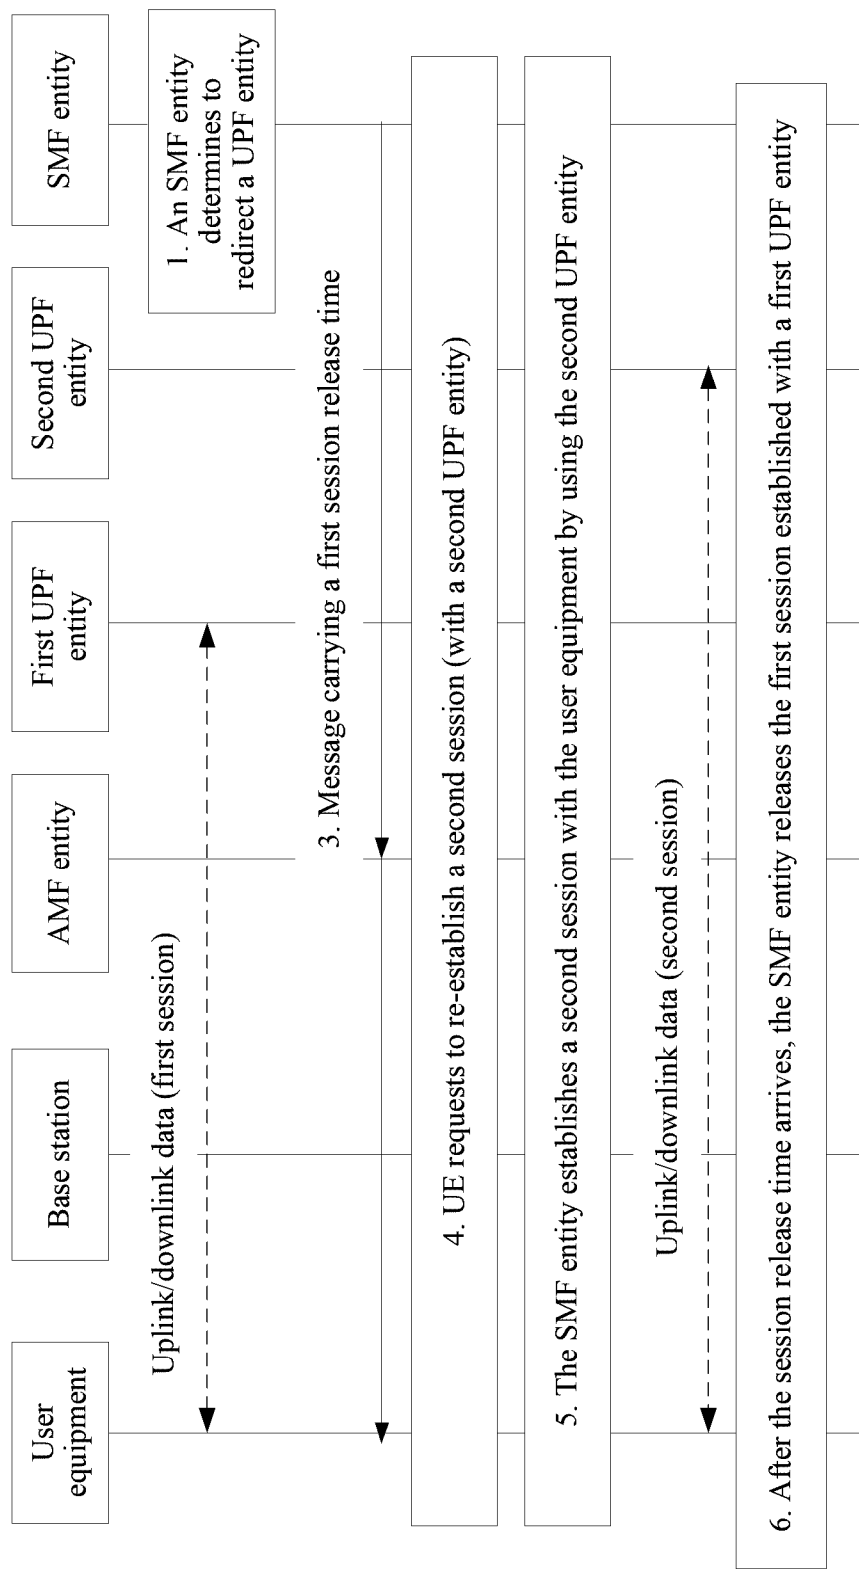 User
equipment
Base station
AMF entity
First UPF
entity
Second UPF
entity
SMF entity
Uplink/downlink data (first session)
1. An SMF entity
determines to
redirect a UPF entity
3. Message carrying a first session release time
4. UE requests to re-establish a second session (with a second UPF entity)
5. The SMF entity establishes a second session with the user equipment by using the second UPF entity
Uplink/downlink data (second session)
6. After the session release time arrives, the SMF entity releases the first session established with a first UPF entity